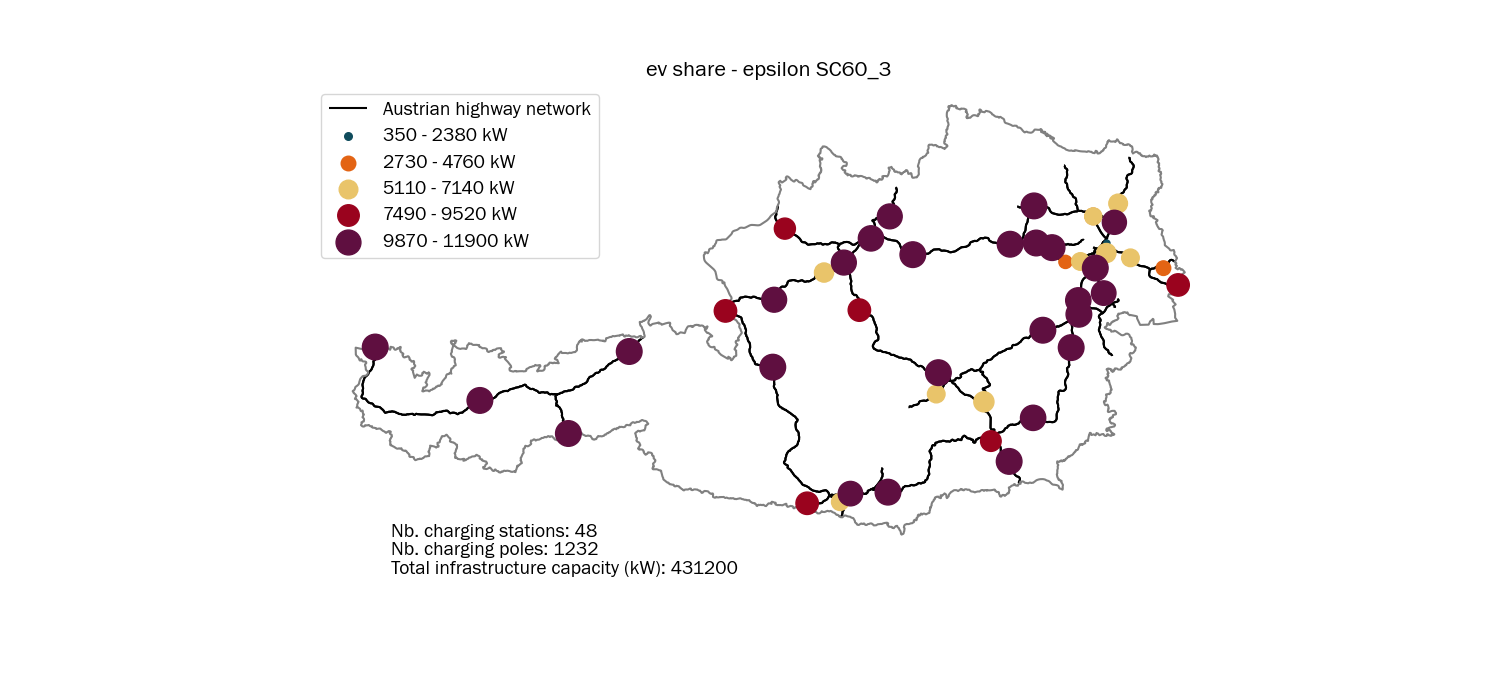 ev share - epsilon SC60_3
Austrian highway network
350 - 2380 kW
2730 - 4760 kW
5110 - 7140 kW
7490 - 9520 kW
9870 - 11900 kW
Nb. charging stations: 48
Nb. charging poles: 1232
Total infrastructure capacity (kW): 431200